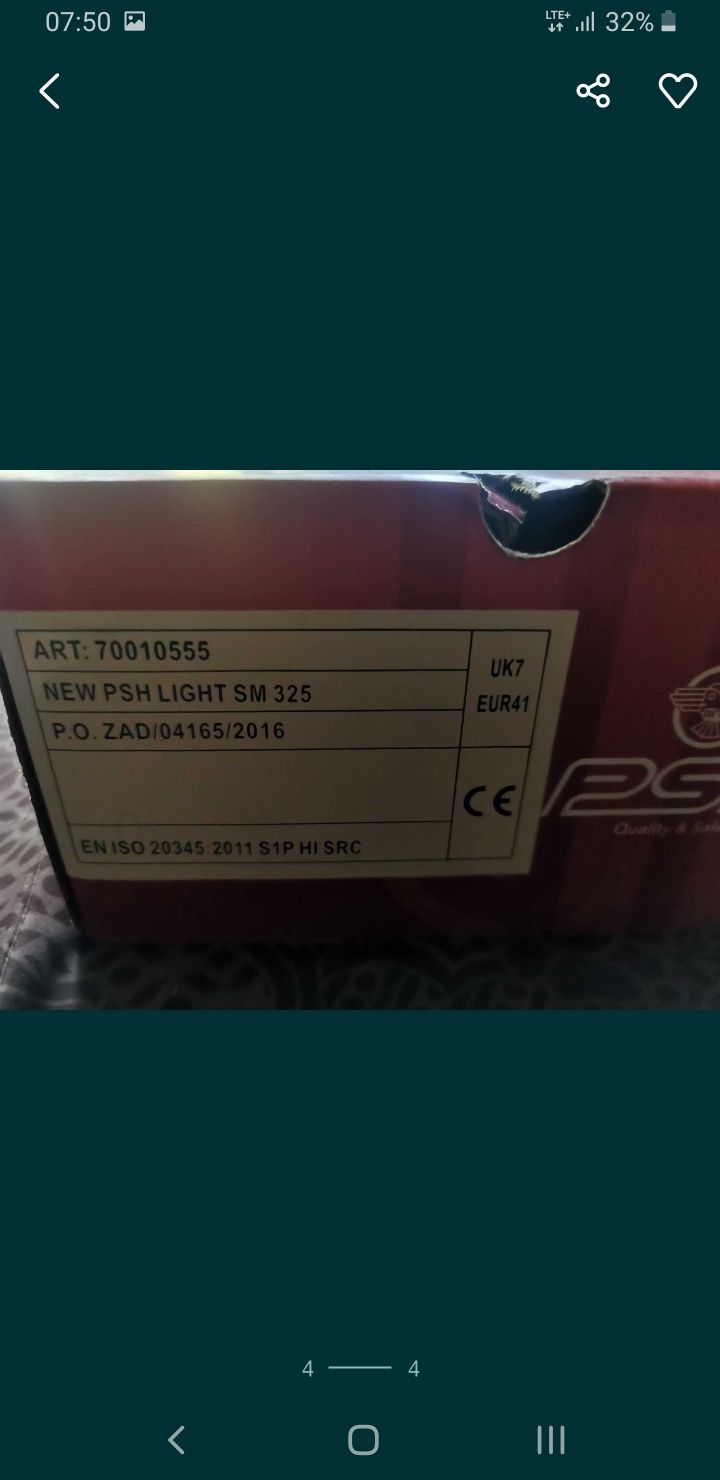 07:50 LTE+ 32%
ART: 70010555
NEW PSH LIGHT SM 325
P.O. ZAD/04165/2016
UK7
EUR41
CE
EN ISO 20345:2011 S1P HI SRC
Quality &
4 4